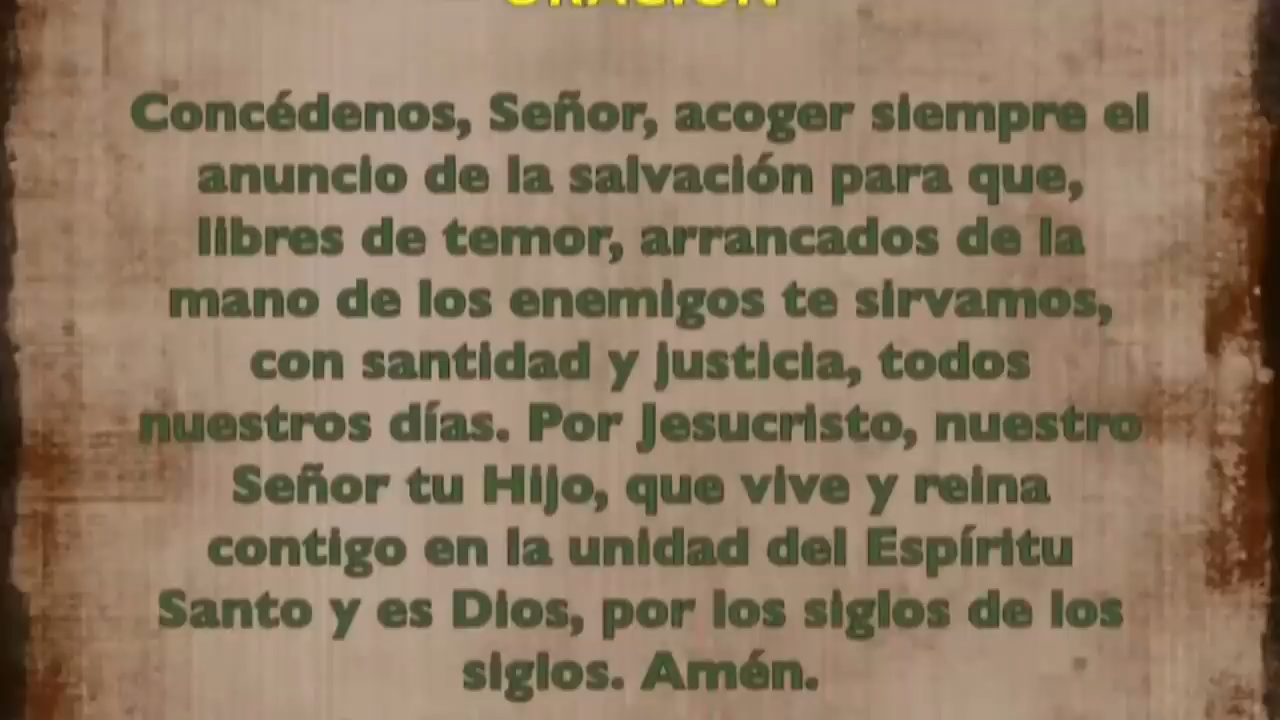 ORACIÓN
Concédenos, Señor, acoger siempre el
anuncio de la salvación para que,
libres de temor, arrancados de la
mano de los enemigos te sirvamos,
con santidad y justicia, todos
nuestros días. Por Jesucristo, nuestro
Señor tu Hijo, que vive y reina
contigo en la unidad del Espíritu
Santo y es Dios, por los siglos de los
siglos. Amén.